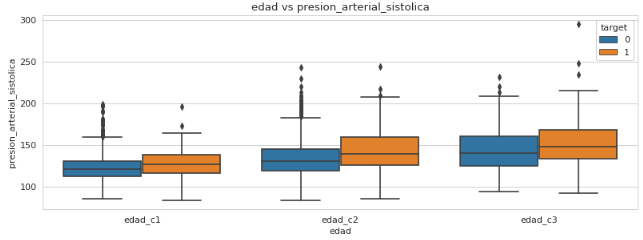 edad vs presion_arterial_sistolica
300
250
200
150
100
presion_arterial_sistolica
target
0
1
edad_c1
edad_c2
edad_c3
edad